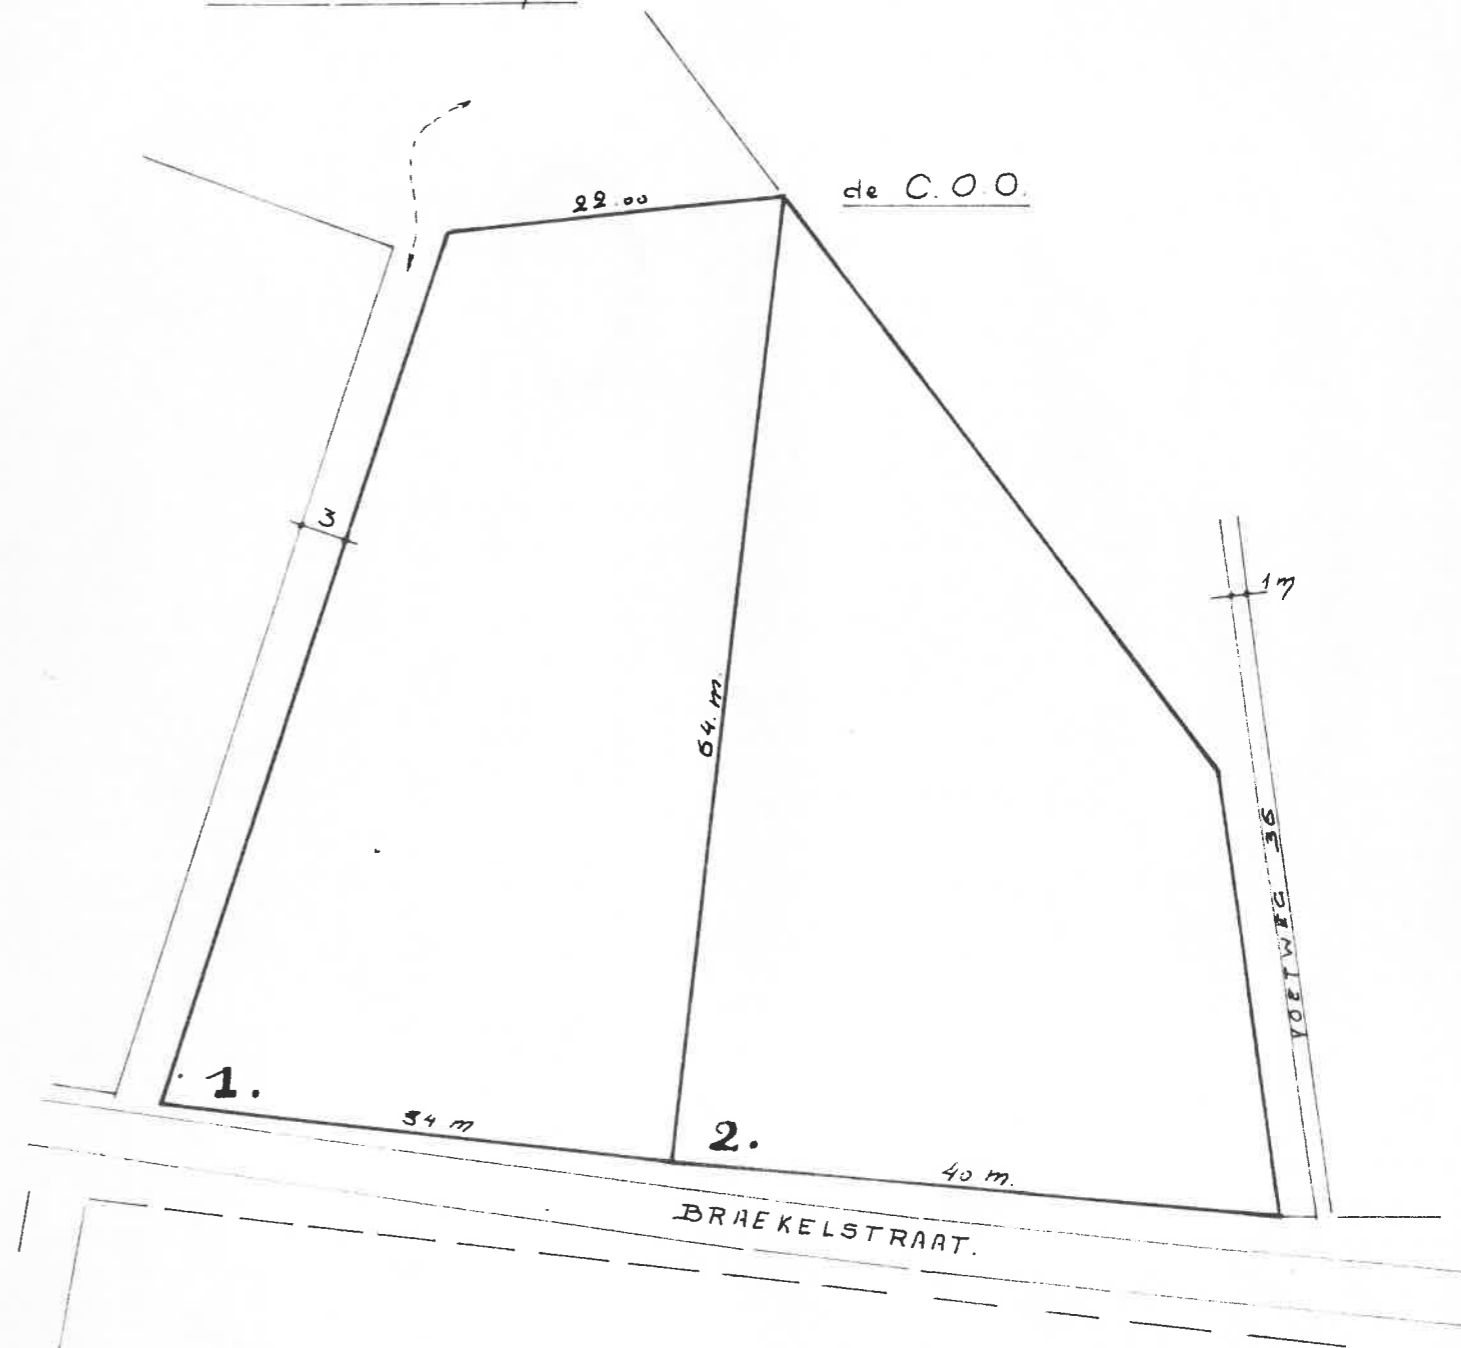 de C.O.O.
22.00
3
1m
64.m.
VOETWEG 36
1.
34 m
2.
40 m.
BRAEKELSTRAAT.